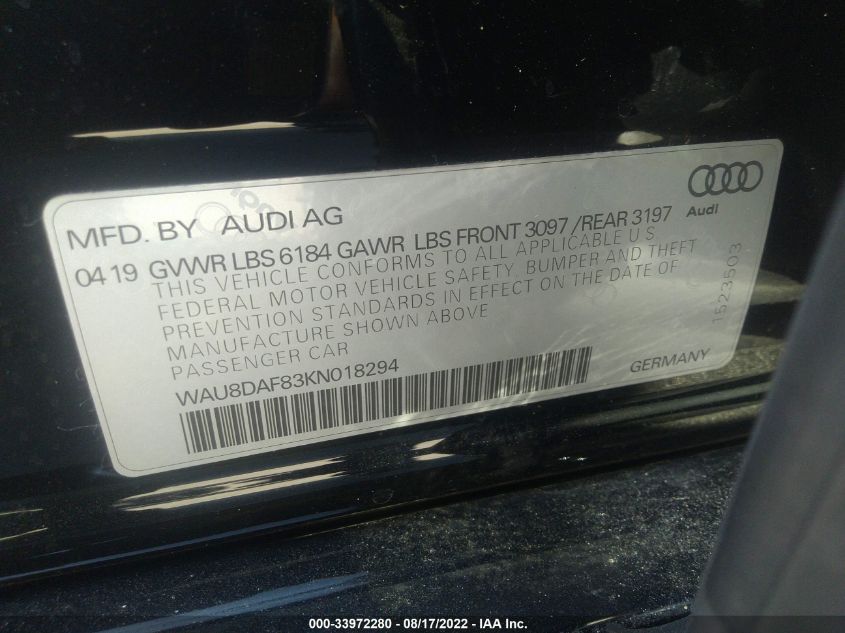 Audi
MFD. BY AUDI AG
04 19 GVWR LBS 6184 GAWR LBS FRONT 3097 / REAR 3197
THIS VEHICLE CONFORMS TO ALL APPLICABLE U S
FEDERAL MOTOR VEHICLE SAFETY, BUMPER AND THEFT
PREVENTION STANDARDS IN EFFECT ON THE DATE OF
MANUFACTURE SHOWN ABOVE
PASSENGER CAR
WAU8DAF83KN018294
GERMANY
1523503
000-33972280 - 08/17/2022 - IAA Inc.